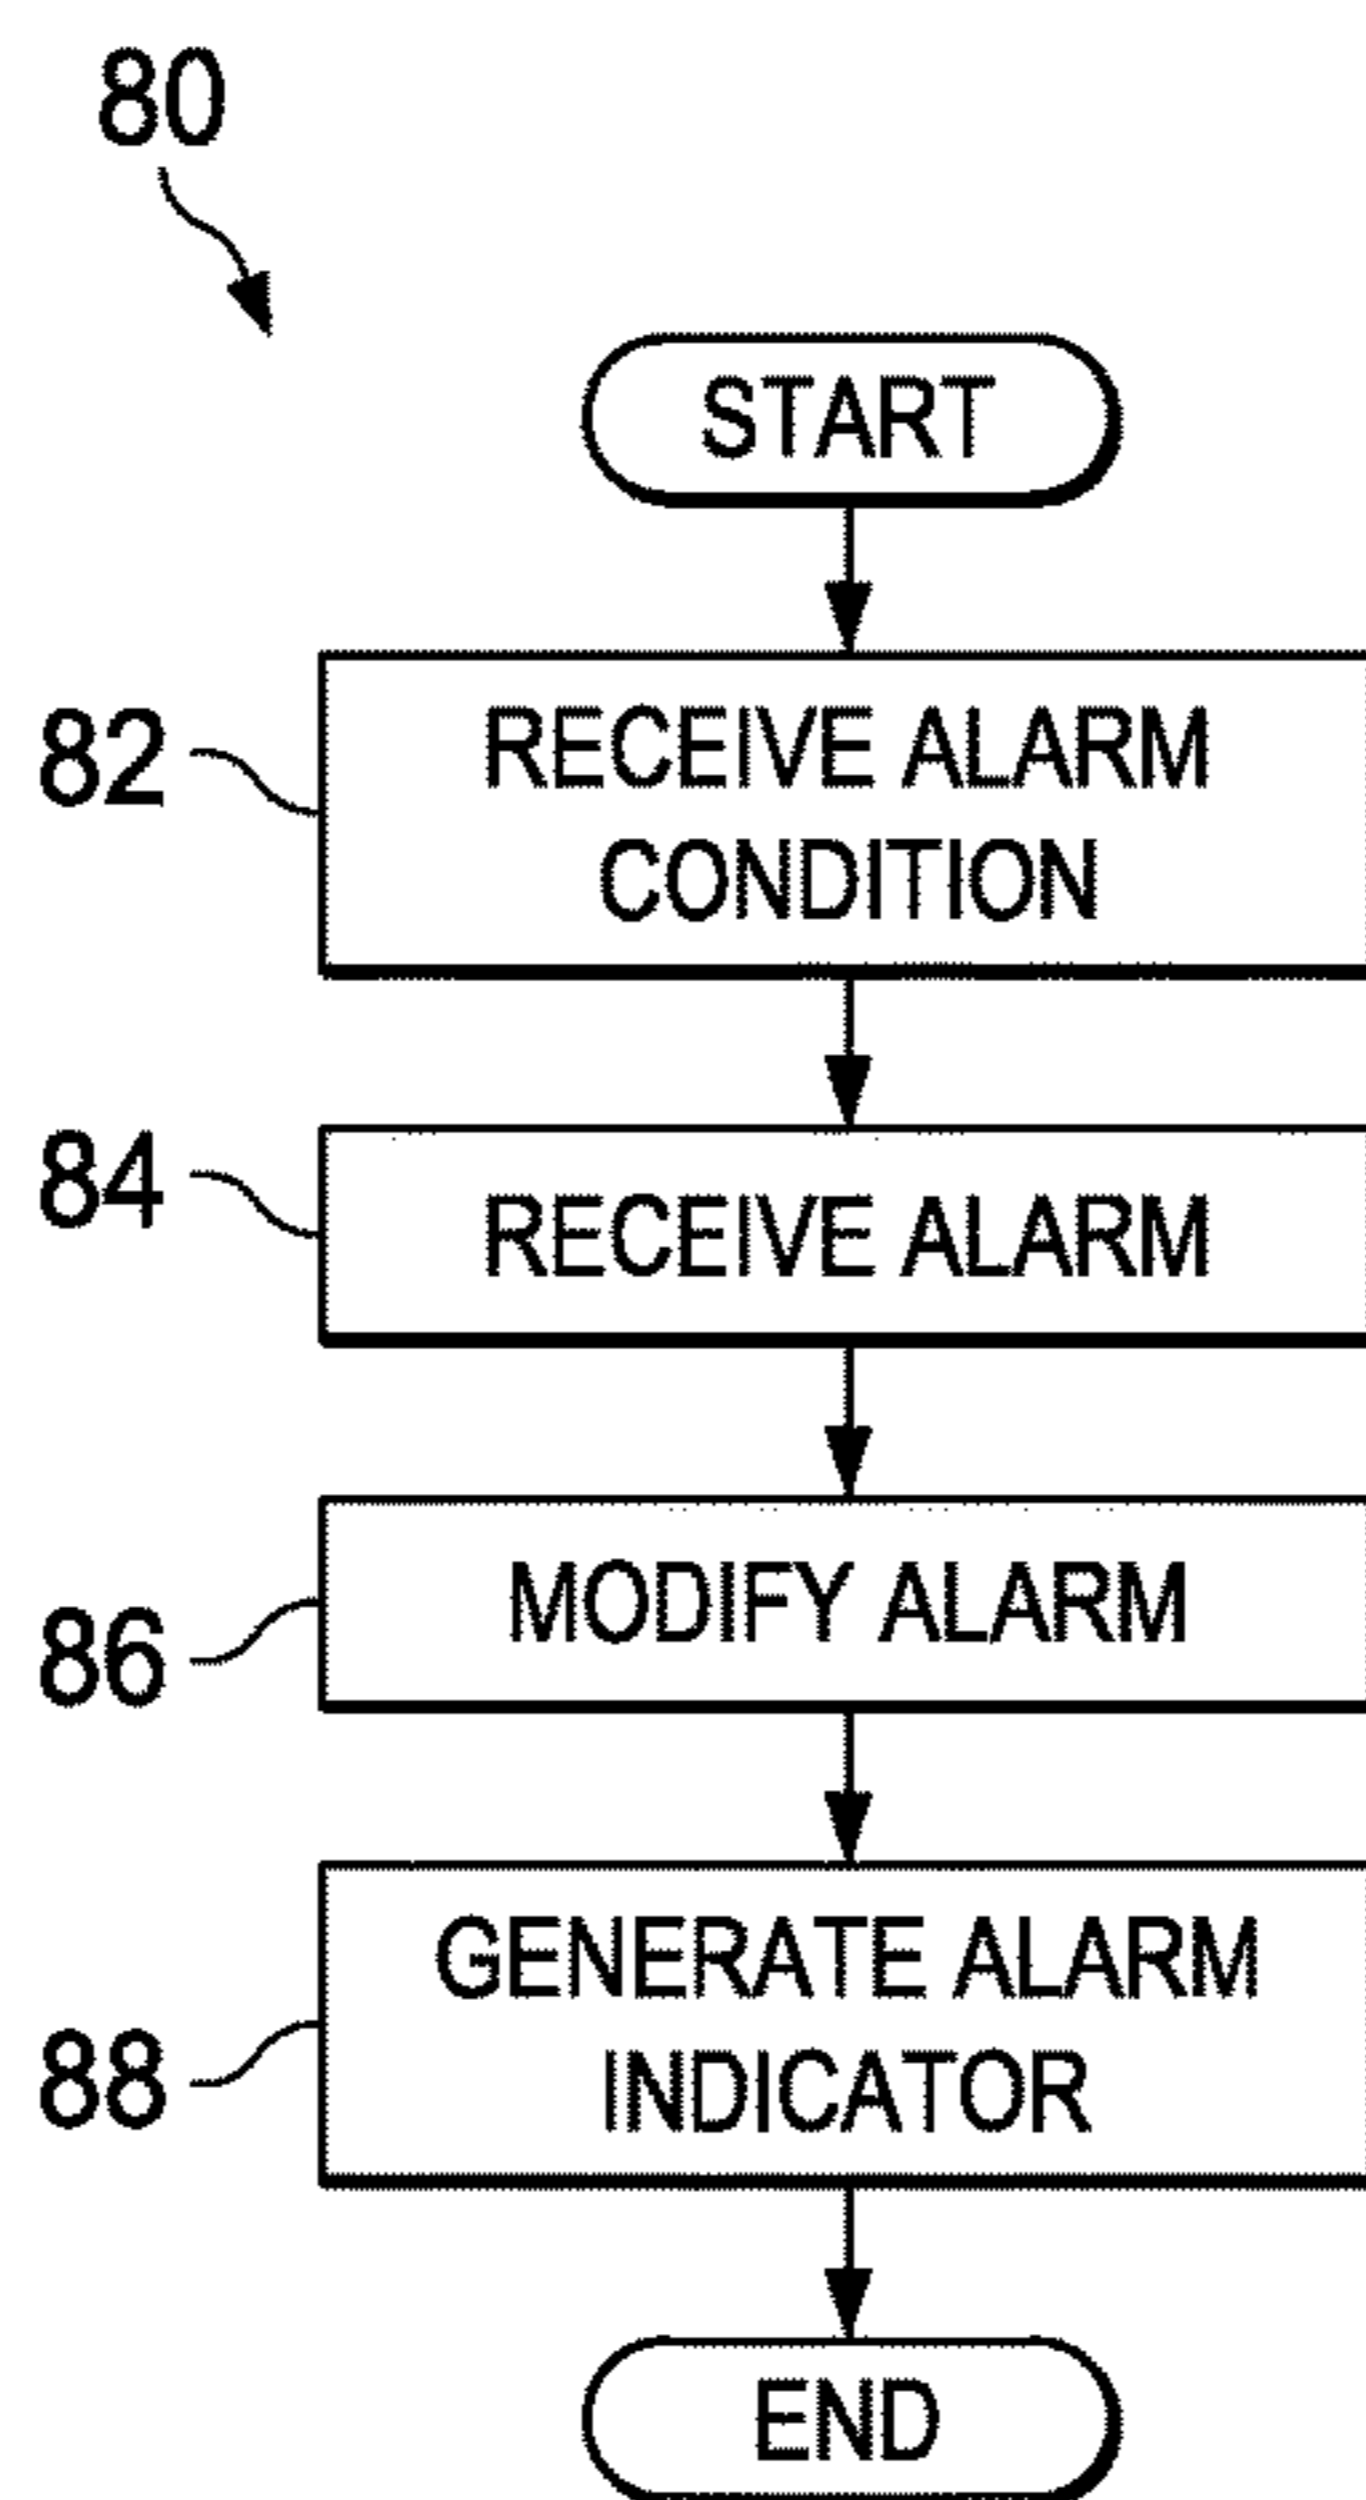 80
START
82
RECEIVE ALARM
CONDITION
84
RECEIVE ALARM
86
MODIFY ALARM
88
GENERATE ALARM
INDICATOR
END